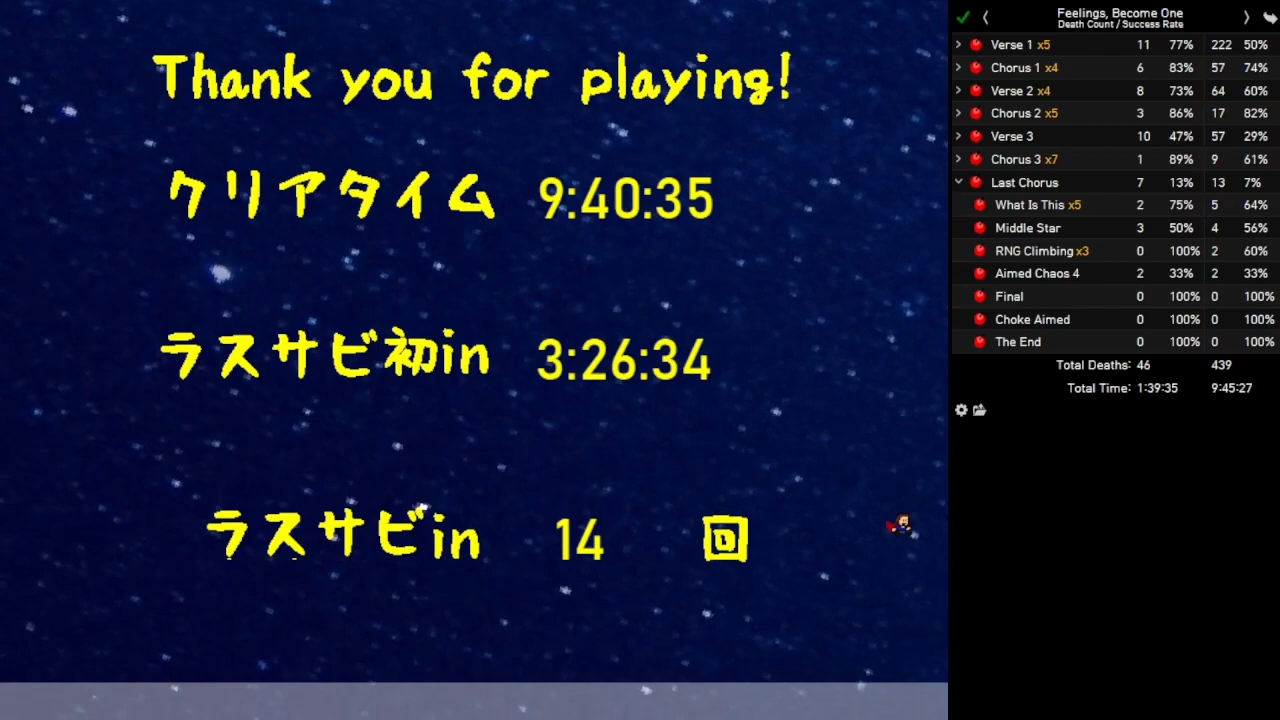 Thank you for playing!
クリアタイム 9:40:35
ラスサビ初in 3:26:34
ラスサビin 14 回
Feelings, Become One
Death Count / Success Rate
Verse 1 x5 11 77% 222 50%
Chorus 1 x4 6 83% 57 74%
Verse 2 x4 8 73% 64 60%
Chorus 2 x5 3 86% 17 82%
Verse 3 10 47% 57 29%
Chorus 3 x7 1 89% 9 61%
Last Chorus 7 13% 13 7%
What Is This x5 2 75% 5 64%
Middle Star 3 50% 4 56%
RNG Climbing x3 0 100% 2 60%
Aimed Chaos 4 2 33% 2 33%
Final 0 100% 0 100%
Choke Aimed 0 100% 0 100%
The End 0 100% 0 100%
Total Deaths: 46 439
Total Time: 1:39:35 9:45:27